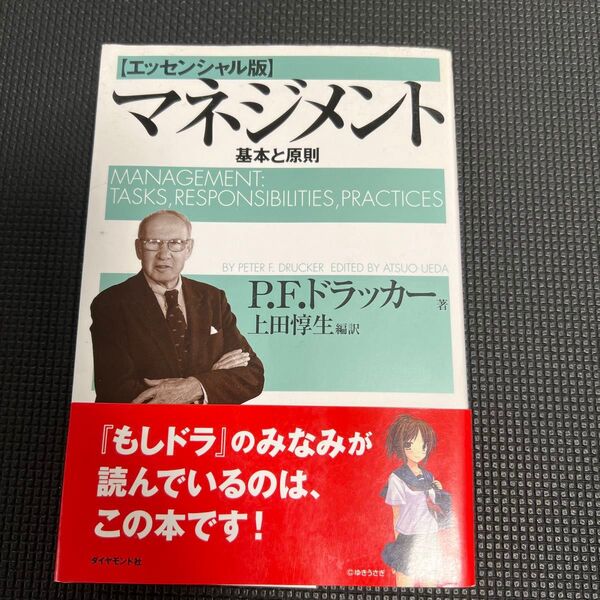 【エッセンシャル版】
マネジメント
基本と原則
MANAGEMENT:
TASKS, RESPONSIBILITIES, PRACTICES
BY PETER F. DRUCKER EDITED BY ATSUO UEDA
P.F.ドラッカー著
上田惇生編訳
『もしドラ』のみなみが
読んでいるのは、
この本です!
ダイヤモンド社
©ゆきうさぎ